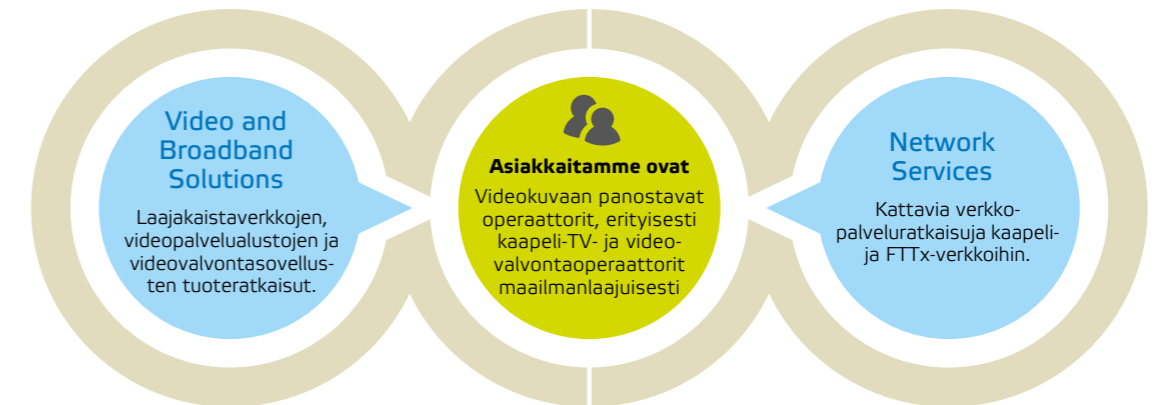 Video and
Broadband
Solutions
Laajakaistaverkkojen,
videopalvelualustojen ja
videovalvontasovellus-
ten tuoteratkaisut.
Asiakkaitamme ovat
Videokuvaan panostavat
operaattorit, erityisesti
kaapeli-TV- ja video-
valvontaoperaattorit
maailmanlaajuisesti
Network
Services
Kattavia verkko-
palveluratkaisuja kaapeli-
ja FTTx-verkkoihin.